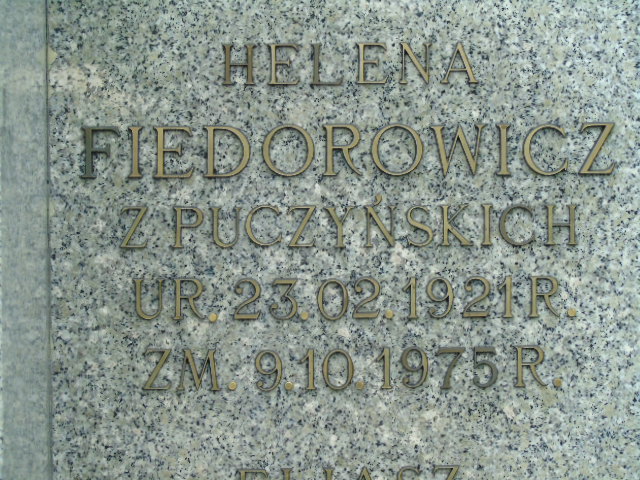 HELENA
FIEDOROWICZ
Z PUCZYŃSKICH
UR. 23.02.1921 R.
ZM. 9.10.1975 R.